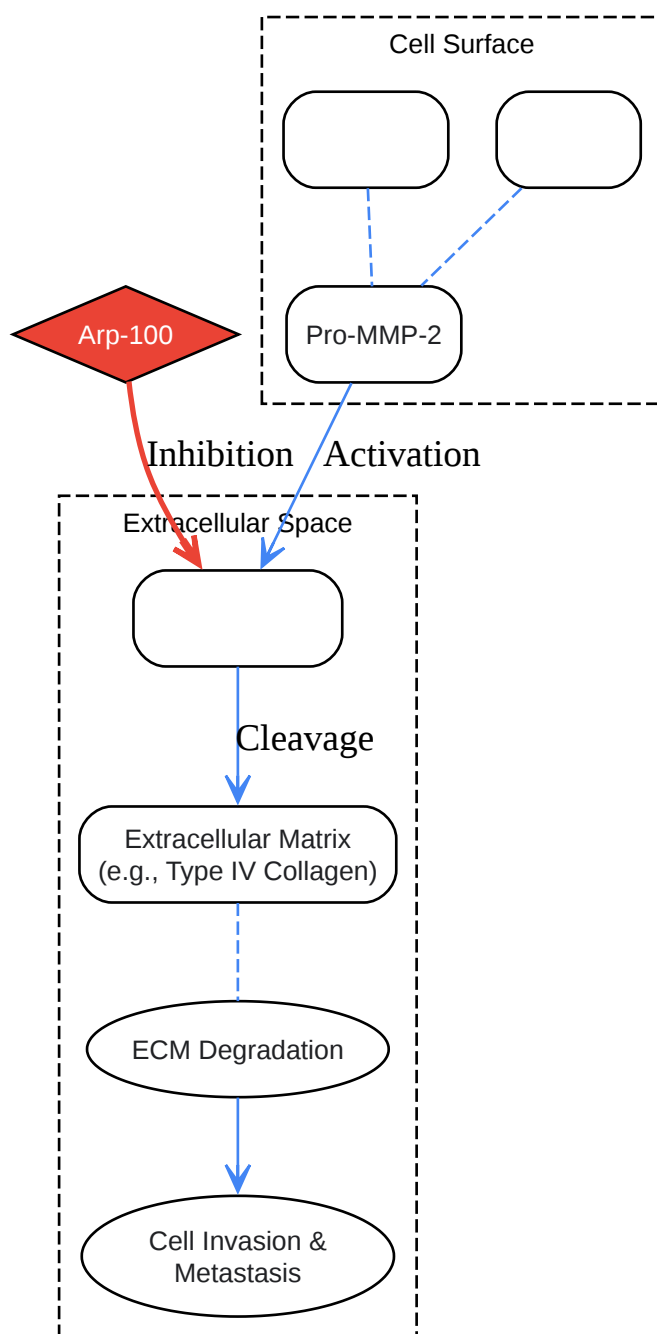 Cell Surface
Arp-100
Pro-MMP-2
Inhibition
Activation
Extracellular Space
Cleavage
Extracellular Matrix
(e.g., Type IV Collagen)
ECM Degradation
Cell Invasion &
Metastasis